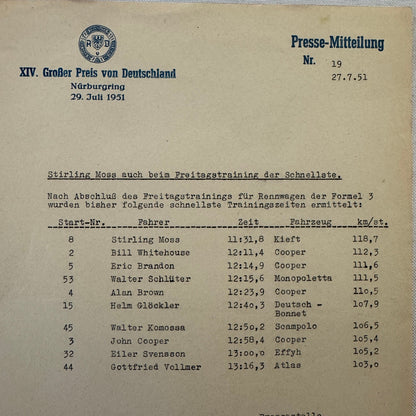 Presse-Mitteilung
Nr. 19
27.7.51
XIV. Großer Preis von Deutschland
Nürburgring
29. Juli 1951
Stirling Moss auch beim Freitagstraining der Schnellste.
Nach Abschluß des Freitagstrainings für Rennwagen der Formel 3
wurden bisher folgende schnellste Trainingszeiten ermittelt:
Start-Nr. Fahrer Zeit Fahrzeug km/st.
8 Stirling Moss 11:31,8 Kieft 118,7
2 Bill Whitehouse 12:11,4 Cooper 112,3
5 Eric Brandon 12:14,9 Cooper 111,6
53 Walter Schlüter 12:15,6 Monopoletta 111,5
4 Alan Brown 12:23,9 Cooper 110,5
15 Helm Glöckler 12:40,3 Deutsch - 107,9
Bonnet
45 Walter Komossa 12:50,2 Scampolo 106,5
3 John Cooper 12:58,2 Cooper 105,4
32 Eiler Svensson 13:00,0 Effyh 105,2
44 Gottfried Vollmer 13:16,3 Atlas 103,0